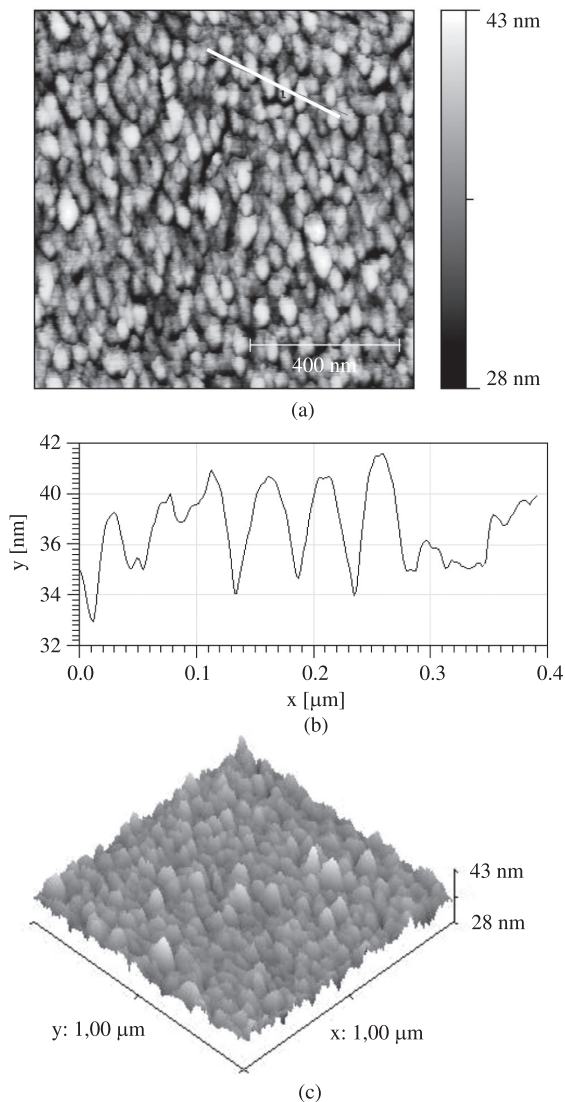 43 nm
1
400 nm
28 nm
(a)
42
40
36
34
32
y [nm]
0.0 0.1 0.2 0.3 0.4
x [μm]
(b)
43 nm
28 nm
y: 1,00 μm x: 1,00 μm
(c)